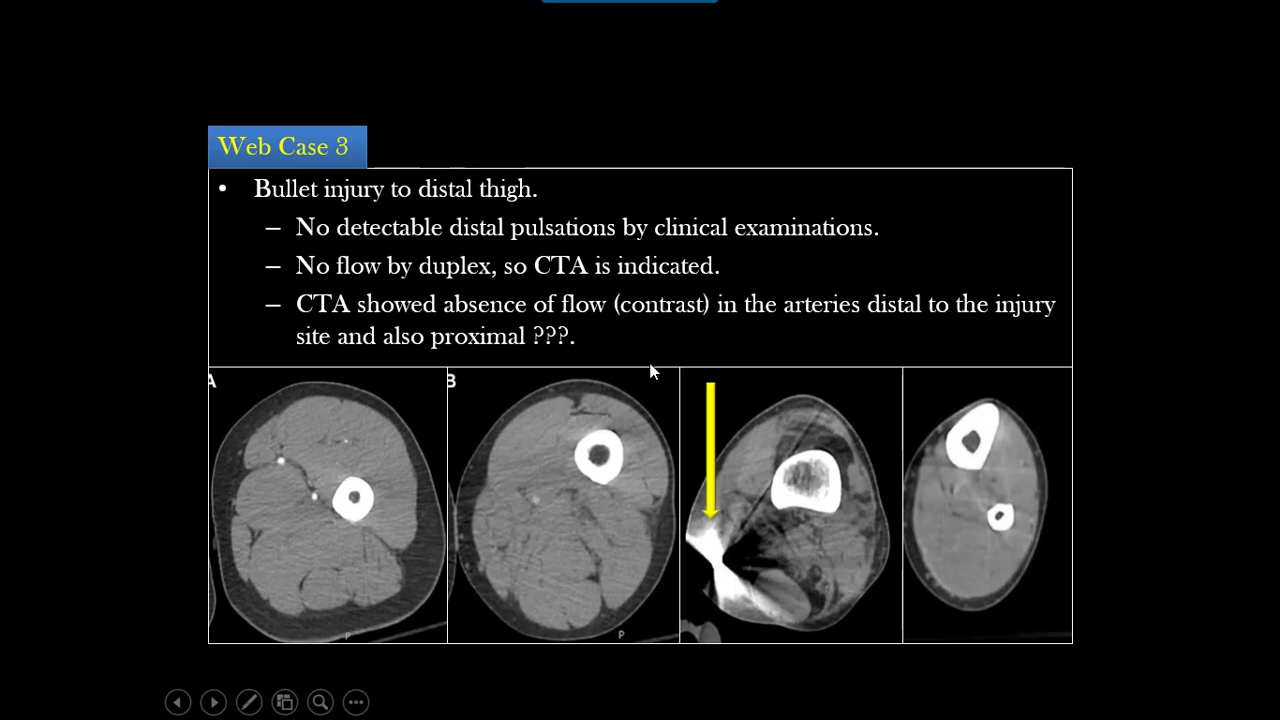 Web Case 3
• Bullet injury to distal thigh.
– No detectable distal pulsations by clinical examinations.
– No flow by duplex, so CTA is indicated.
– CTA showed absence of flow (contrast) in the arteries distal to the injury
site and also proximal ???.
A
B
P
P